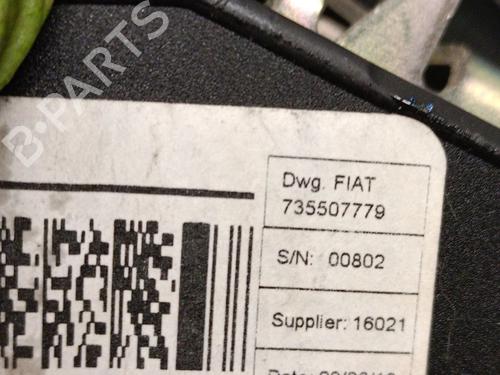 B-PARTS
Dwg. FIAT
735507779
S/N: 00802
Supplier: 16021